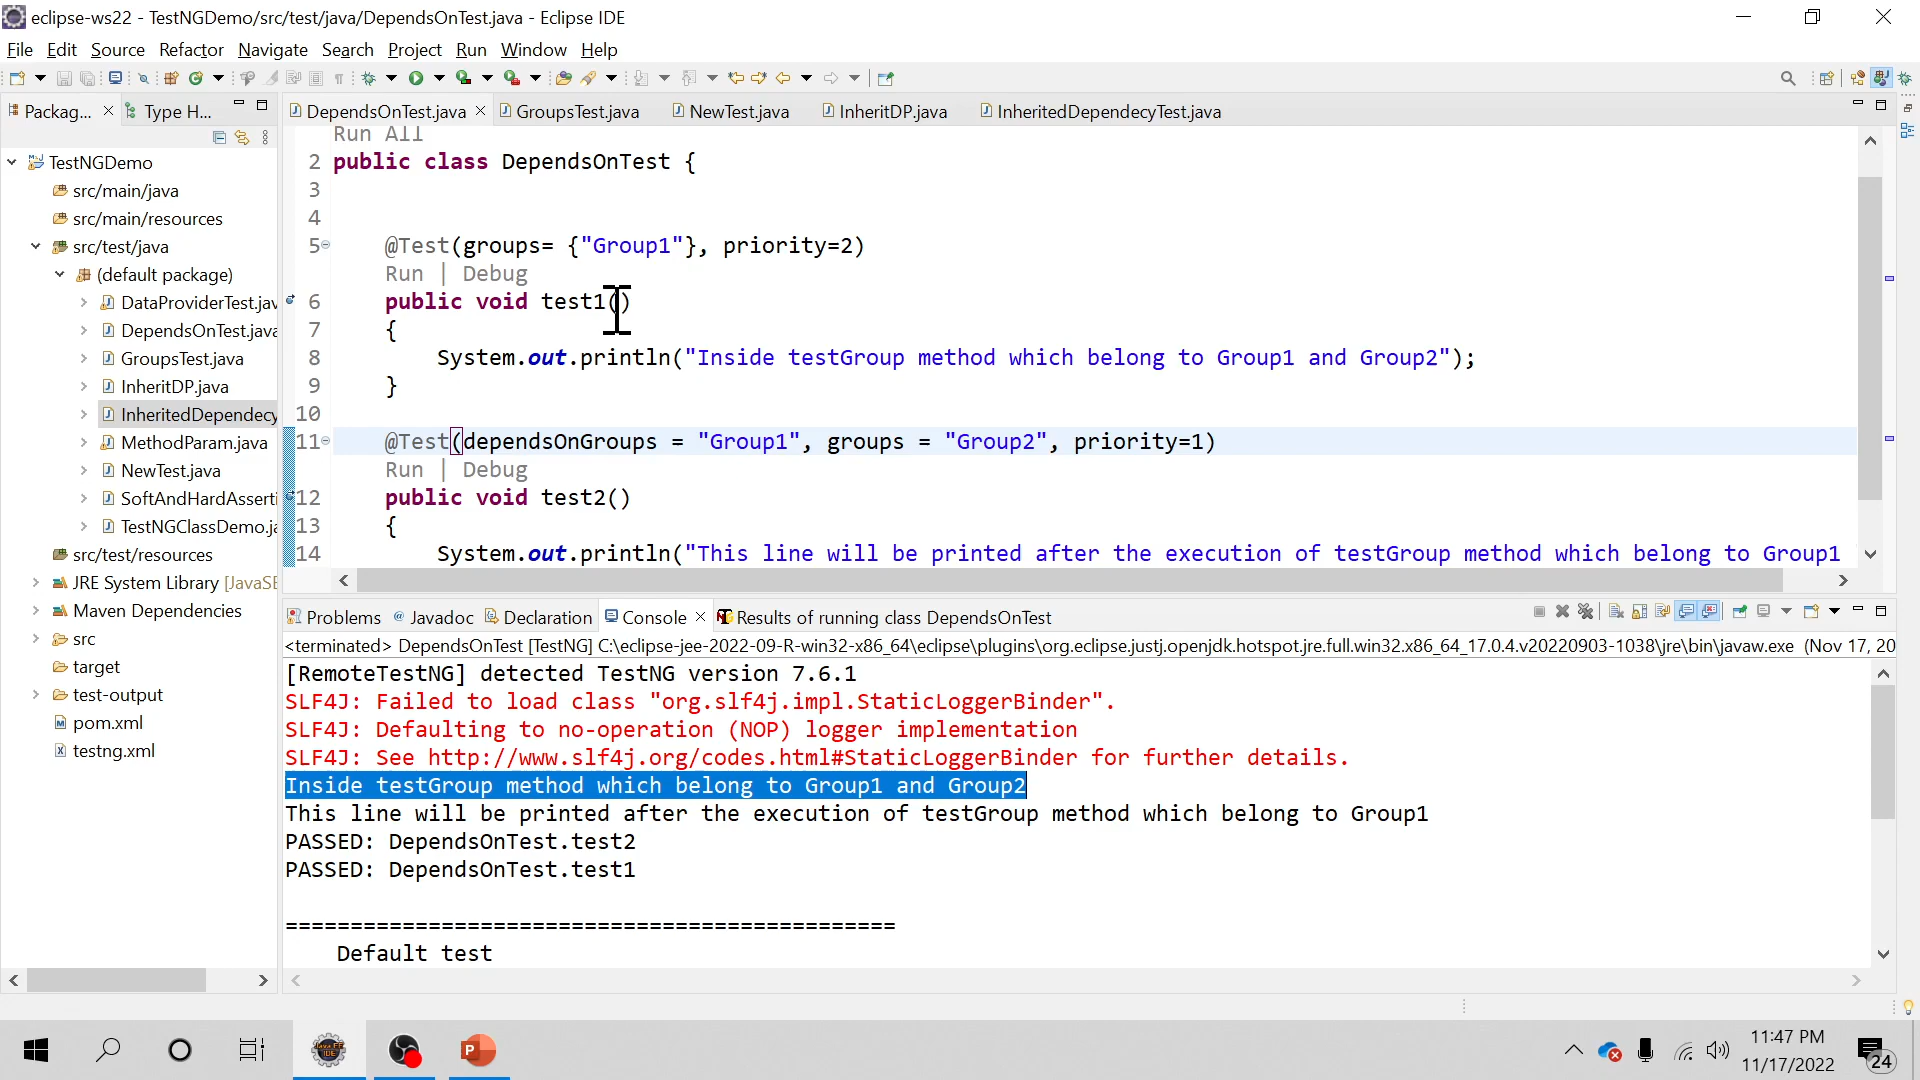 eclipse-ws22 - TestNGDemo/src/test/java/DependsOnTest.java - Eclipse IDE
File Edit Source Refactor Navigate Search Project Run Window Help
Packag... Type H...
DependsOnTest.java GroupsTest.java NewTest.java InheritDP.java InheritedDependecyTest.java
TestNGDemo
src/main/java
src/main/resources
src/test/java
(default package)
DataProviderTest.jav
DependsOnTest.java
GroupsTest.java
InheritDP.java
InheritedDependecy
MethodParam.java
NewTest.java
SoftAndHardAsserti
TestNGClassDemo.ja
src/test/resources
JRE System Library [JavaSE
Maven Dependencies
src
target
test-output
pom.xml
testng.xml
Run All
2 public class DependsOnTest {
3
4
5 @Test(groups= {"Group1"}, priority=2)
Run | Debug
6 public void test1()
7 {
8 System.out.println("Inside testGroup method which belong to Group1 and Group2");
9 }
10
11 @Test(dependsOnGroups = "Group1", groups = "Group2", priority=1)
Run | Debug
12 public void test2()
13 {
14 System.out.println("This line will be printed after the execution of testGroup method which belong to Group1
Problems Javadoc Declaration Console Results of running class DependsOnTest
<terminated> DependsOnTest [TestNG] C:\eclipse-jee-2022-09-R-win32-x86_64\eclipse\plugins\org.eclipse.justj.openjdk.hotspot.jre.full.win32.x86_64_17.0.4.v20220903-1038\jre\bin\javaw.exe (Nov 17, 20
[RemoteTestNG] detected TestNG version 7.6.1
SLF4J: Failed to load class "org.slf4j.impl.StaticLoggerBinder".
SLF4J: Defaulting to no-operation (NOP) logger implementation
SLF4J: See http://www.slf4j.org/codes.html#StaticLoggerBinder for further details.
Inside testGroup method which belong to Group1 and Group2
This line will be printed after the execution of testGroup method which belong to Group1
PASSED: DependsOnTest.test2
PASSED: DependsOnTest.test1
===============================================
Default test
11:47 PM
11/17/2022
24